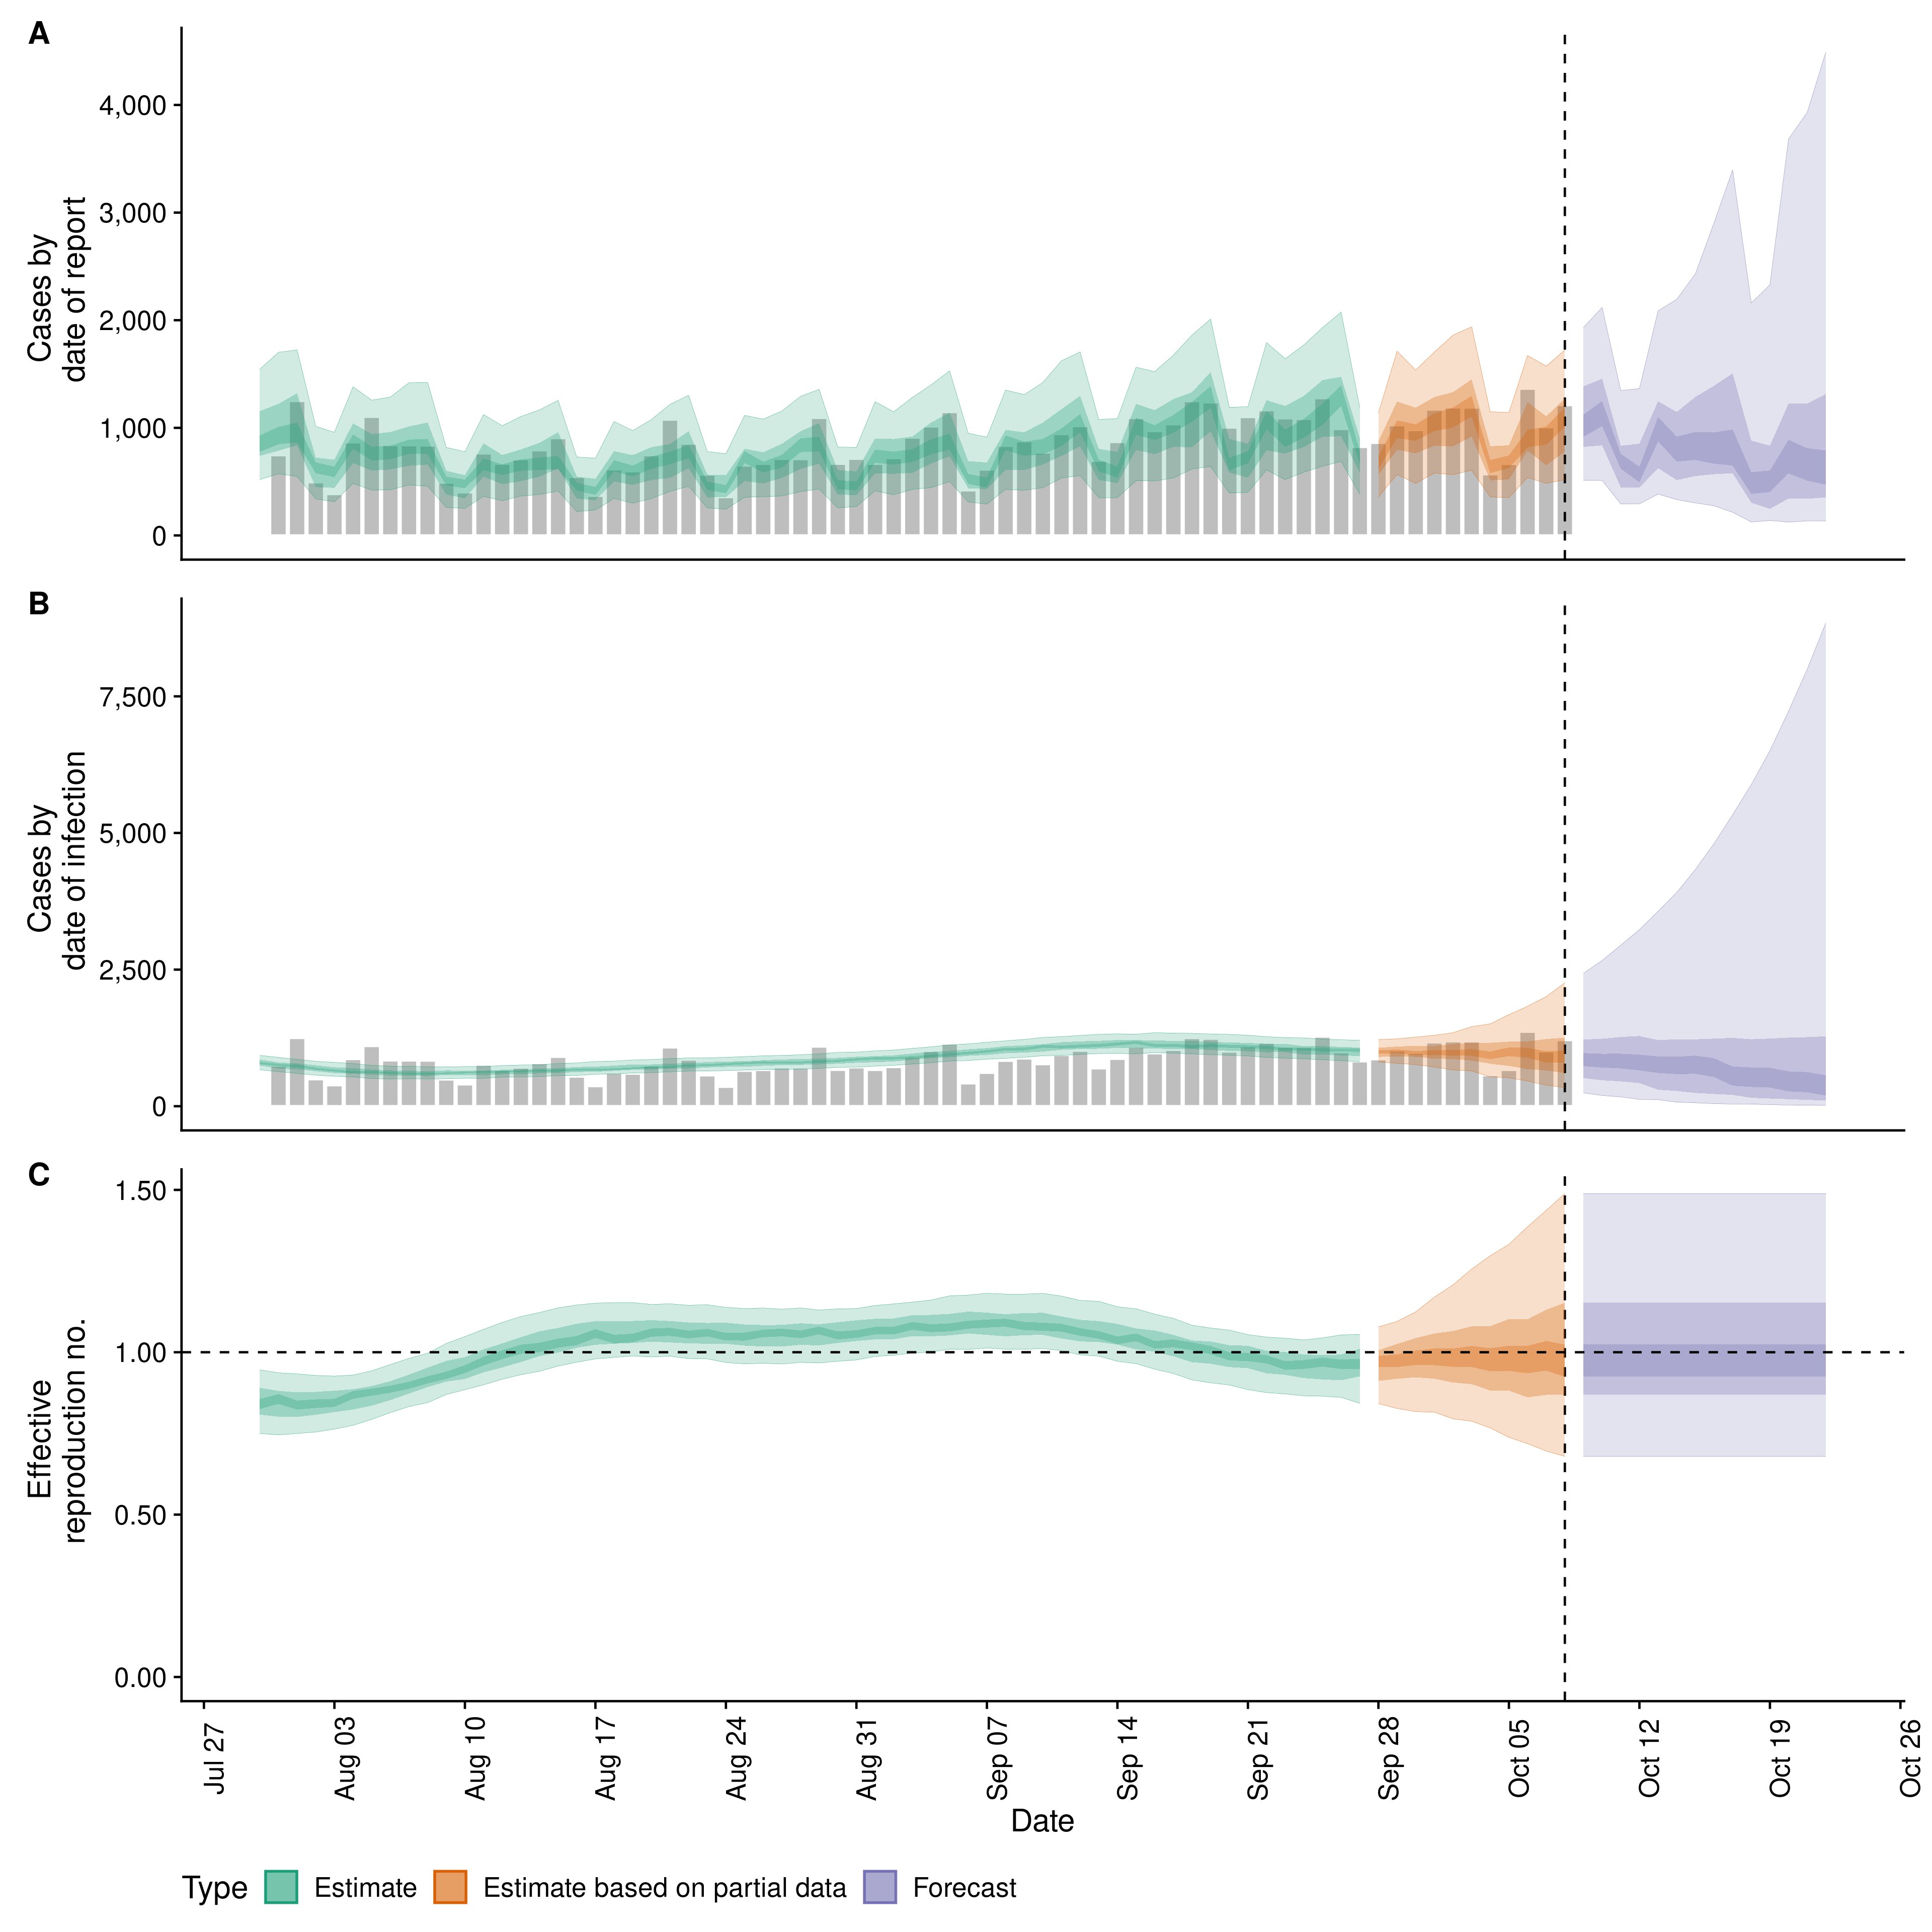 A
Cases by
date of report
4,000
3,000
2,000
1,000
0
B
Cases by
date of infection
7,500
5,000
2,500
0
C
Effective
reproduction no.
1.50
1.00
0.50
0.00
Jul 27
Aug 03
Aug 10
Aug 17
Aug 24
Aug 31
Sep 07
Sep 14
Sep 21
Sep 28
Oct 05
Oct 12
Oct 19
Oct 26
Date
Type Estimate Estimate based on partial data Forecast